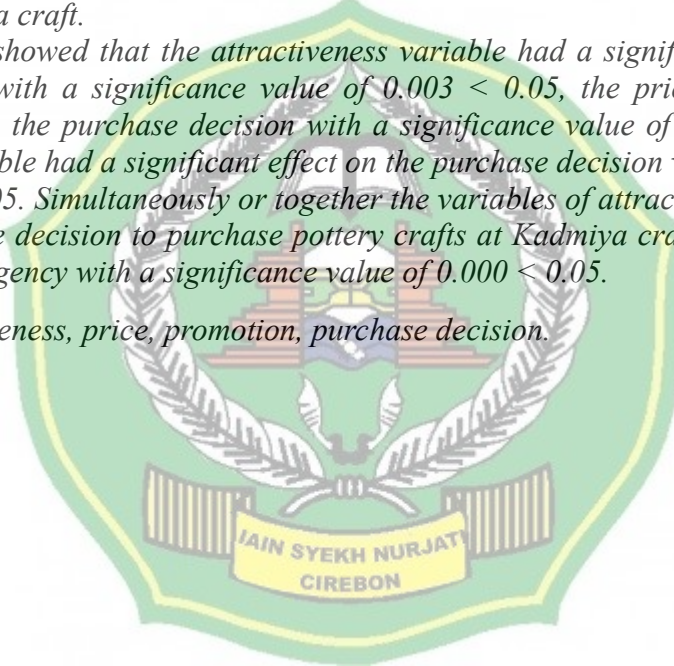 a craft.
showed that the attractiveness variable had a signif
with a significance value of 0.003 < 0.05, the pric
the purchase decision with a significance value of
ble had a significant effect on the purchase decision
05. Simultaneously or together the variables of attrac
e decision to purchase pottery crafts at Kadmiya cra
gency with a significance value of 0.000 < 0.05.
eness, price, promotion, purchase decision.
IAIN SYEKH NURJATI
CIREBON